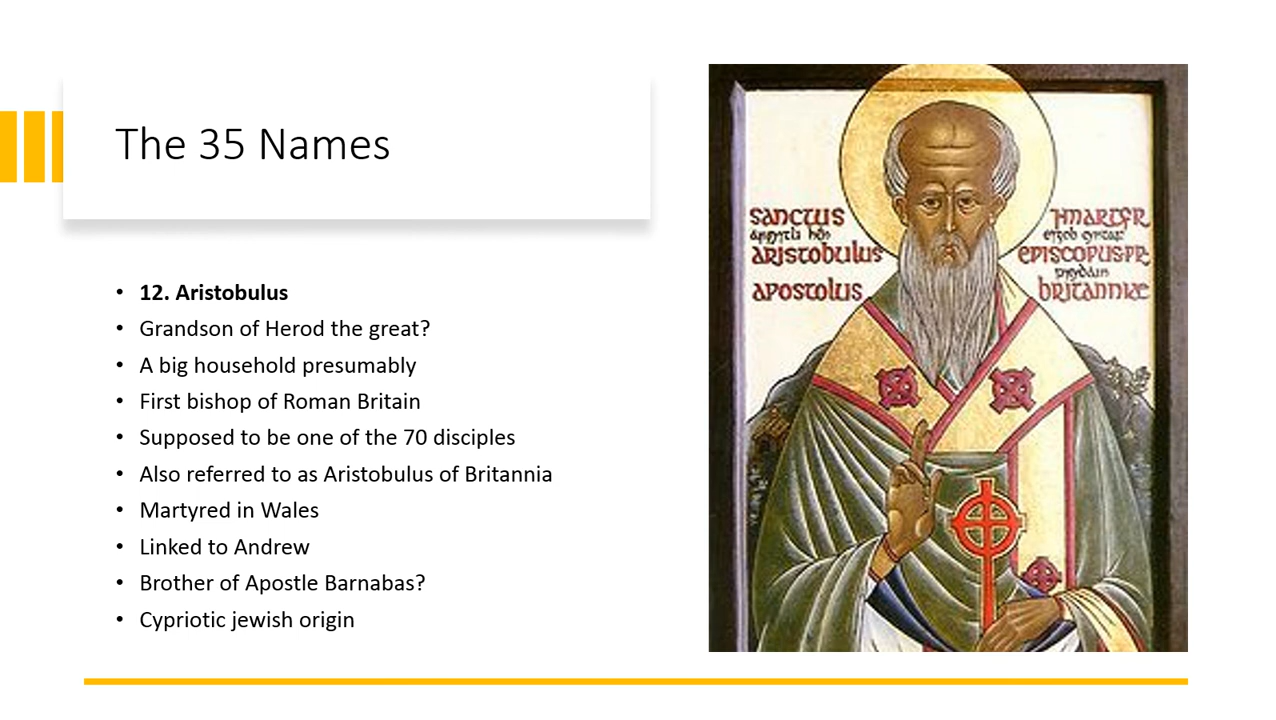 The 35 Names
• 12. Aristobulus
• Grandson of Herod the great?
• A big household presumably
• First bishop of Roman Britain
• Supposed to be one of the 70 disciples
• Also referred to as Aristobulus of Britannia
• Martyred in Wales
• Linked to Andrew
• Brother of Apostle Barnabas?
• Cypriotic jewish origin
sanctus
aristobulus
apostolus
episcopus·pr
britanniæ